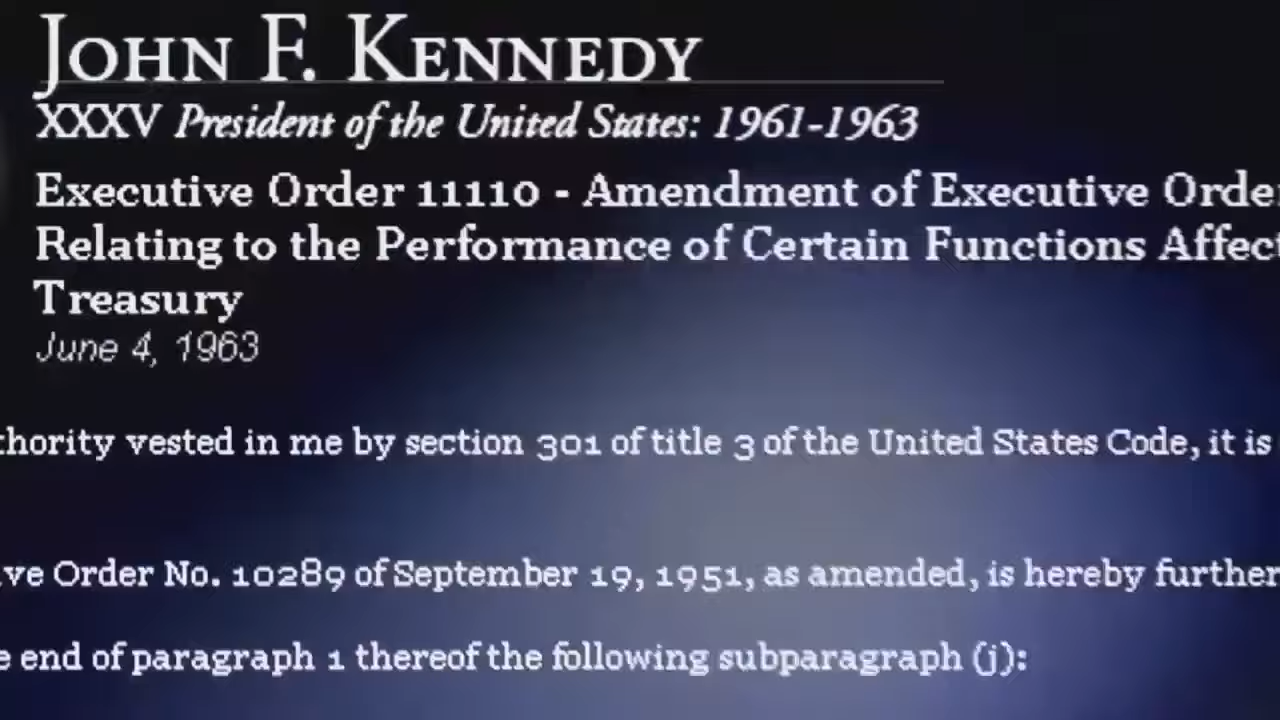 John F. Kennedy
XXXV President of the United States: 1961-1963
Executive Order 11110 - Amendment of Executive Order
Relating to the Performance of Certain Functions Affect
Treasury
June 4, 1963
thority vested in me by section 301 of title 3 of the United States Code, it is
ve Order No. 10289 of September 19, 1951, as amended, is hereby further
e end of paragraph 1 thereof the following subparagraph (j):